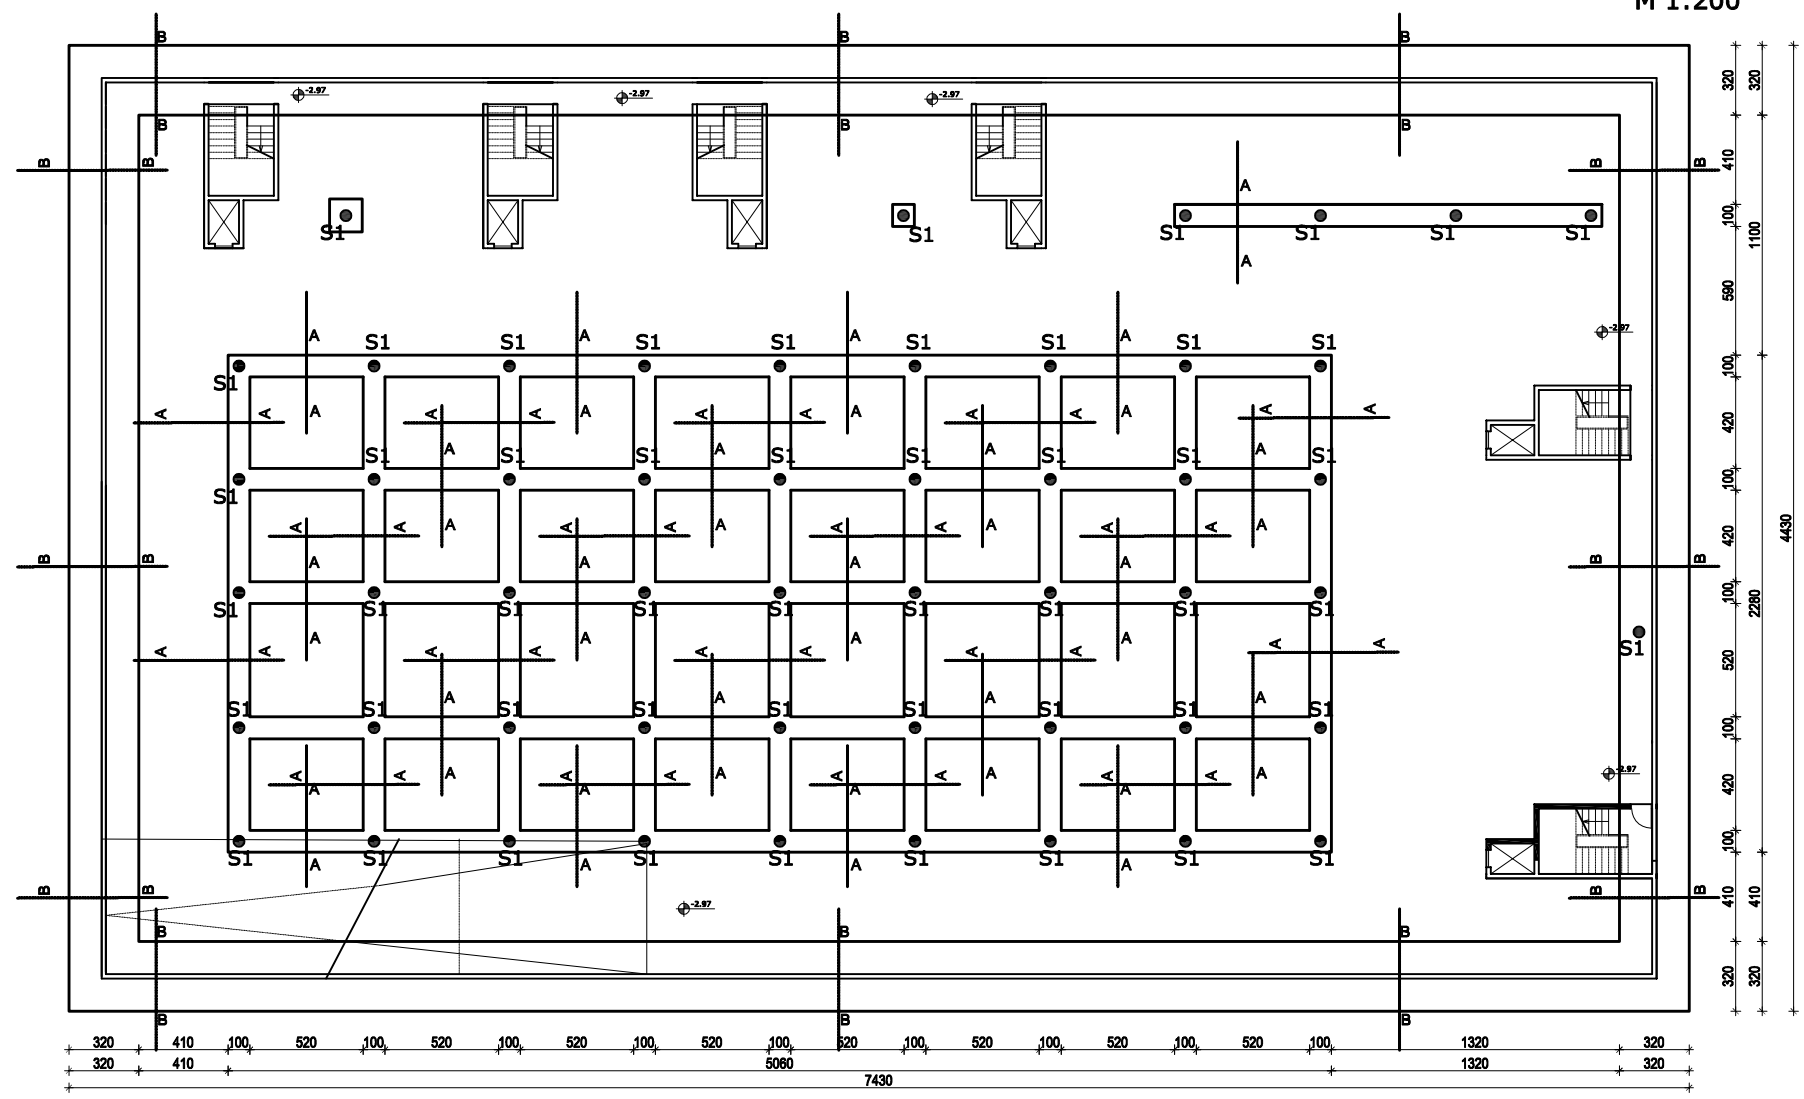 M 1:200
B B B
-2.97 -2.97 -2.97
B B B
B B B B
A
S1 S1 S1 S1 S1 S1
A
A A A A
S1 S1 S1 S1 S1 S1 S1 S1
-2.97
S1
A A A A A A A A A A
A A A A
S1 S1 S1 S1 S1 S1 S1 S1
A A A A
S1
A A A A A A A A
A A A A
B B B B
A A A A
S1 S1 S1 S1 S1 S1 S1 S1 S1
A A A A
A A A A A A A A A A
S1
A A A A
S1 S1 S1 S1 S1 S1 S1 S1 S1
-2.97
A A A A
A A A A A A A A
A A A A
S1 S1 S1 S1 S1 S1 S1 S1 S1
A A A A
B B B B
-2.97
B B B
B B B
320 410 100 520 100 520 100 520 100 520 100 520 100 520 100 520 100 520 100 1320 320
320 410 5060 1320 320
7430
320 410 100 590 100 420 100 420 100 520 100 420 100 410 320
320 1100 2280 410 320
4430